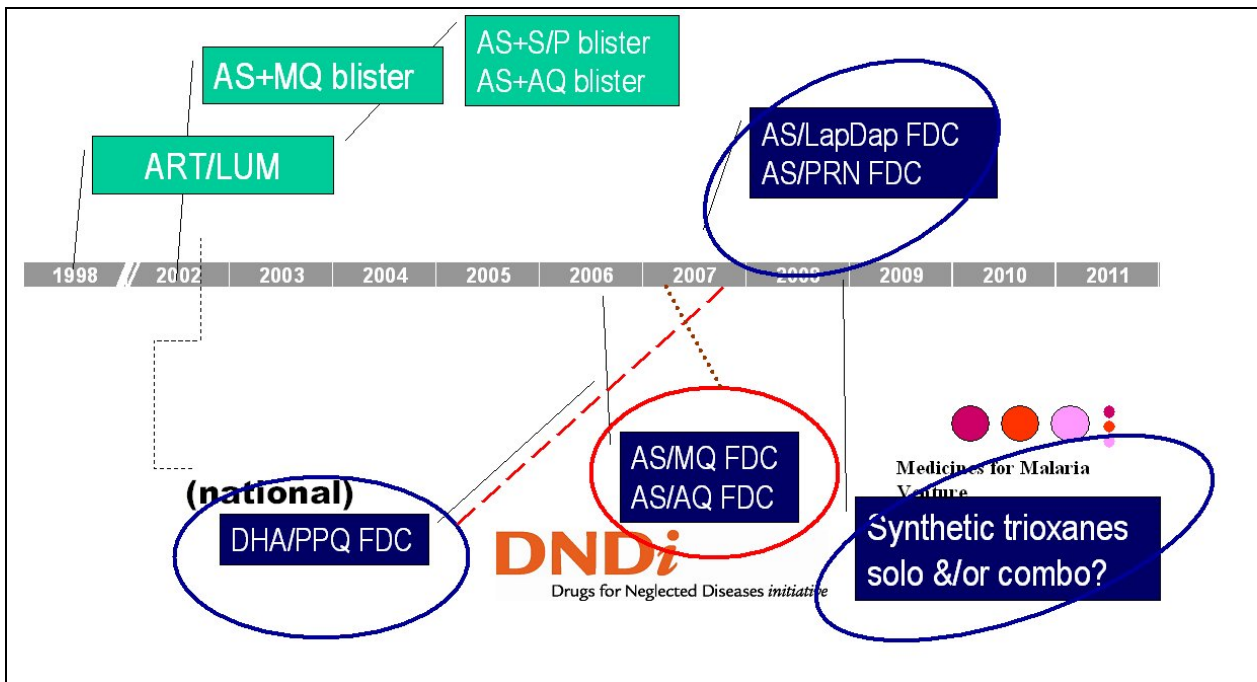 AS+S/P blister
AS+AQ blister
AS+MQ blister
ART/LUM
AS/LapDap FDC
AS/PRN FDC
1998 2002 2003 2004 2005 2006 2007 2008 2009 2010 2011
(national)
DHA/PPQ FDC
AS/MQ FDC
AS/AQ FDC
DNDi
Drugs for Neglected Diseases initiative
Medicines for Malaria
Venture
Synthetic trioxanes
solo &/or combo?